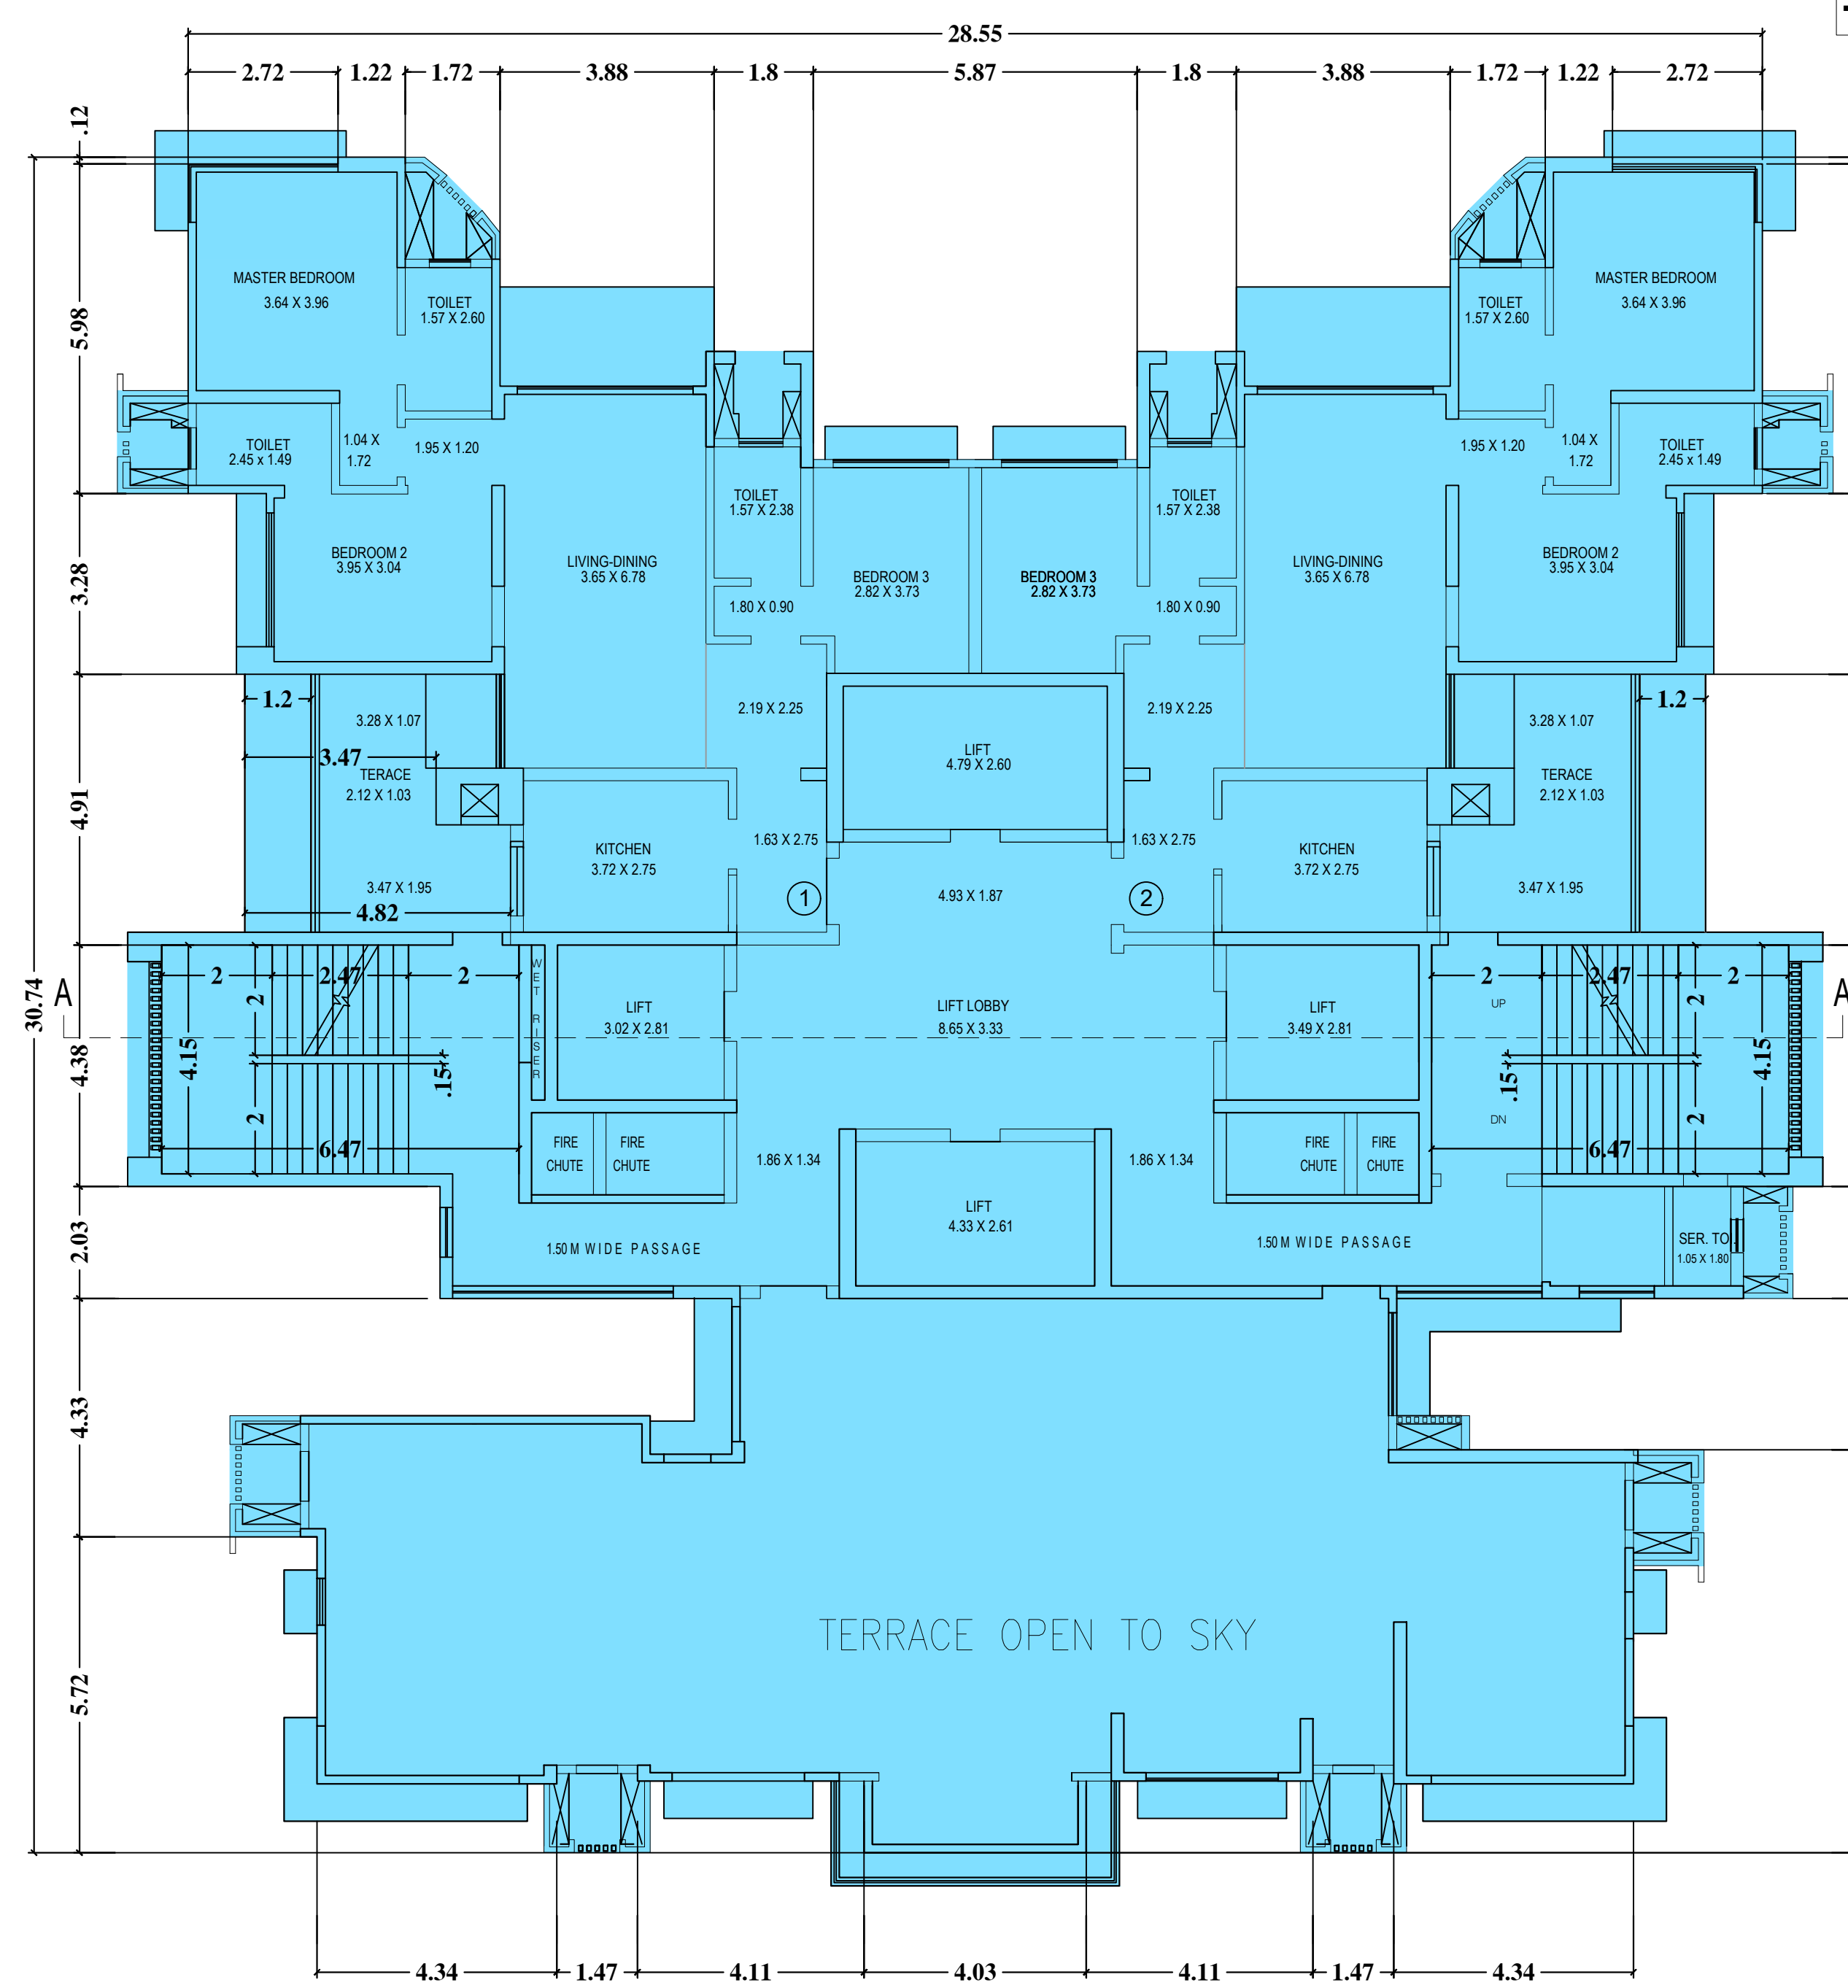 28.55
2.72 1.22 1.72 3.88 1.8 5.87 1.8 3.88 1.72 1.22 2.72
.12
5.98
3.28
4.91
4.38
2.03
4.33
5.72
30.74
MASTER BEDROOM
3.64 X 3.96
TOILET
1.57 X 2.60
TOILET
1.57 X 2.60
MASTER BEDROOM
3.64 X 3.96
TOILET
2.45 x 1.49
1.04 X
1.72
1.95 X 1.20
1.95 X 1.20
1.04 X
1.72
TOILET
2.45 x 1.49
TOILET
1.57 X 2.38
TOILET
1.57 X 2.38
BEDROOM 2
3.95 X 3.04
LIVING-DINING
3.65 X 6.78
BEDROOM 3
2.82 X 3.73
BEDROOM 3
2.82 X 3.73
LIVING-DINING
3.65 X 6.78
BEDROOM 2
3.95 X 3.04
1.80 X 0.90
1.80 X 0.90
1.2
3.28 X 1.07
3.47
TERACE
2.12 X 1.03
2.19 X 2.25
LIFT
4.79 X 2.60
2.19 X 2.25
1.2
3.28 X 1.07
TERACE
2.12 X 1.03
KITCHEN
3.72 X 2.75
1.63 X 2.75
1.63 X 2.75
KITCHEN
3.72 X 2.75
3.47 X 1.95
4.82
1
4.93 X 1.87
2
3.47 X 1.95
A
2 2.47 2
2
2
4.15
.15
6.47
WET RISER
LIFT
3.02 X 2.81
LIFT LOBBY
8.65 X 3.33
LIFT
3.49 X 2.81
2 2.47 2
UP
DN
2
2
.15
4.15
6.47
A
FIRE
CHUTE
FIRE
CHUTE
1.86 X 1.34
1.86 X 1.34
FIRE
CHUTE
FIRE
CHUTE
LIFT
4.33 X 2.61
1.50 M WIDE PASSAGE
1.50 M WIDE PASSAGE
SER. TO
1.05 X 1.80
TERRACE OPEN TO SKY
4.34 1.47 4.11 4.03 4.11 1.47 4.34